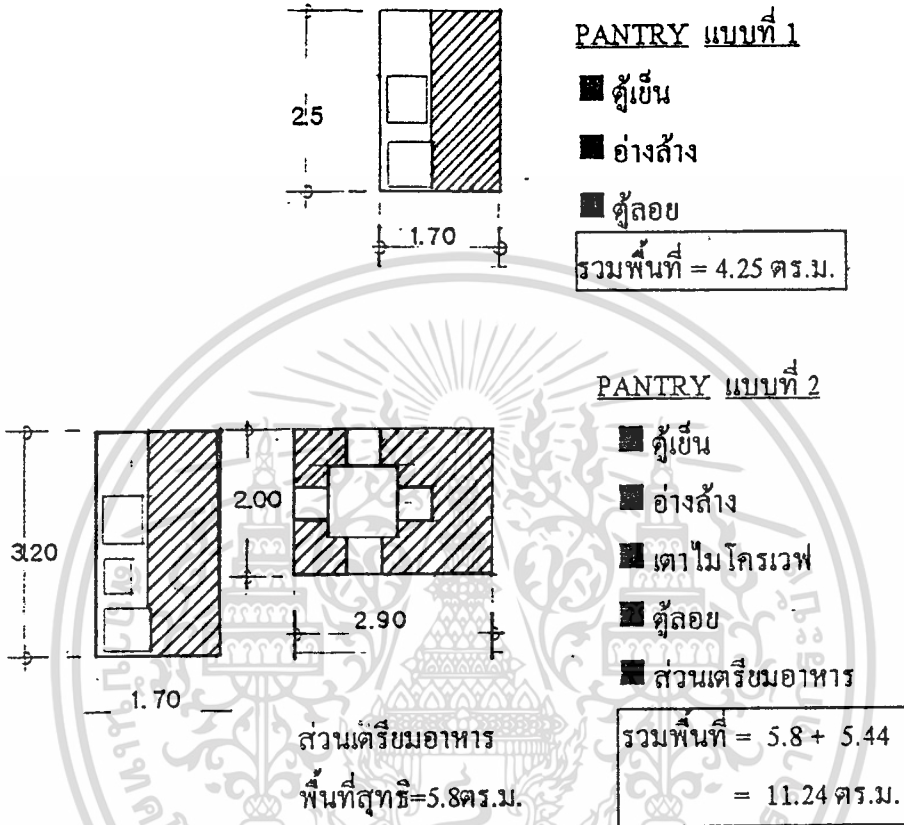 PANTRY แบบที่ 1
ตู้เย็น
อ่างล้าง
ตู้ลอย
รวมพื้นที่ = 4.25 ตร.ม.
2.5
1.70
PANTRY แบบที่ 2
ตู้เย็น
อ่างล้าง
เตาไมโครเวฟ
ตู้ลอย
ส่วนเตรียมอาหาร
รวมพื้นที่ = 5.8 + 5.44
= 11.24 ตร.ม.
3.20
1.70
2.00
2.90
ส่วนเตรียมอาหาร
พื้นที่สุทธิ=5.8ตร.ม.